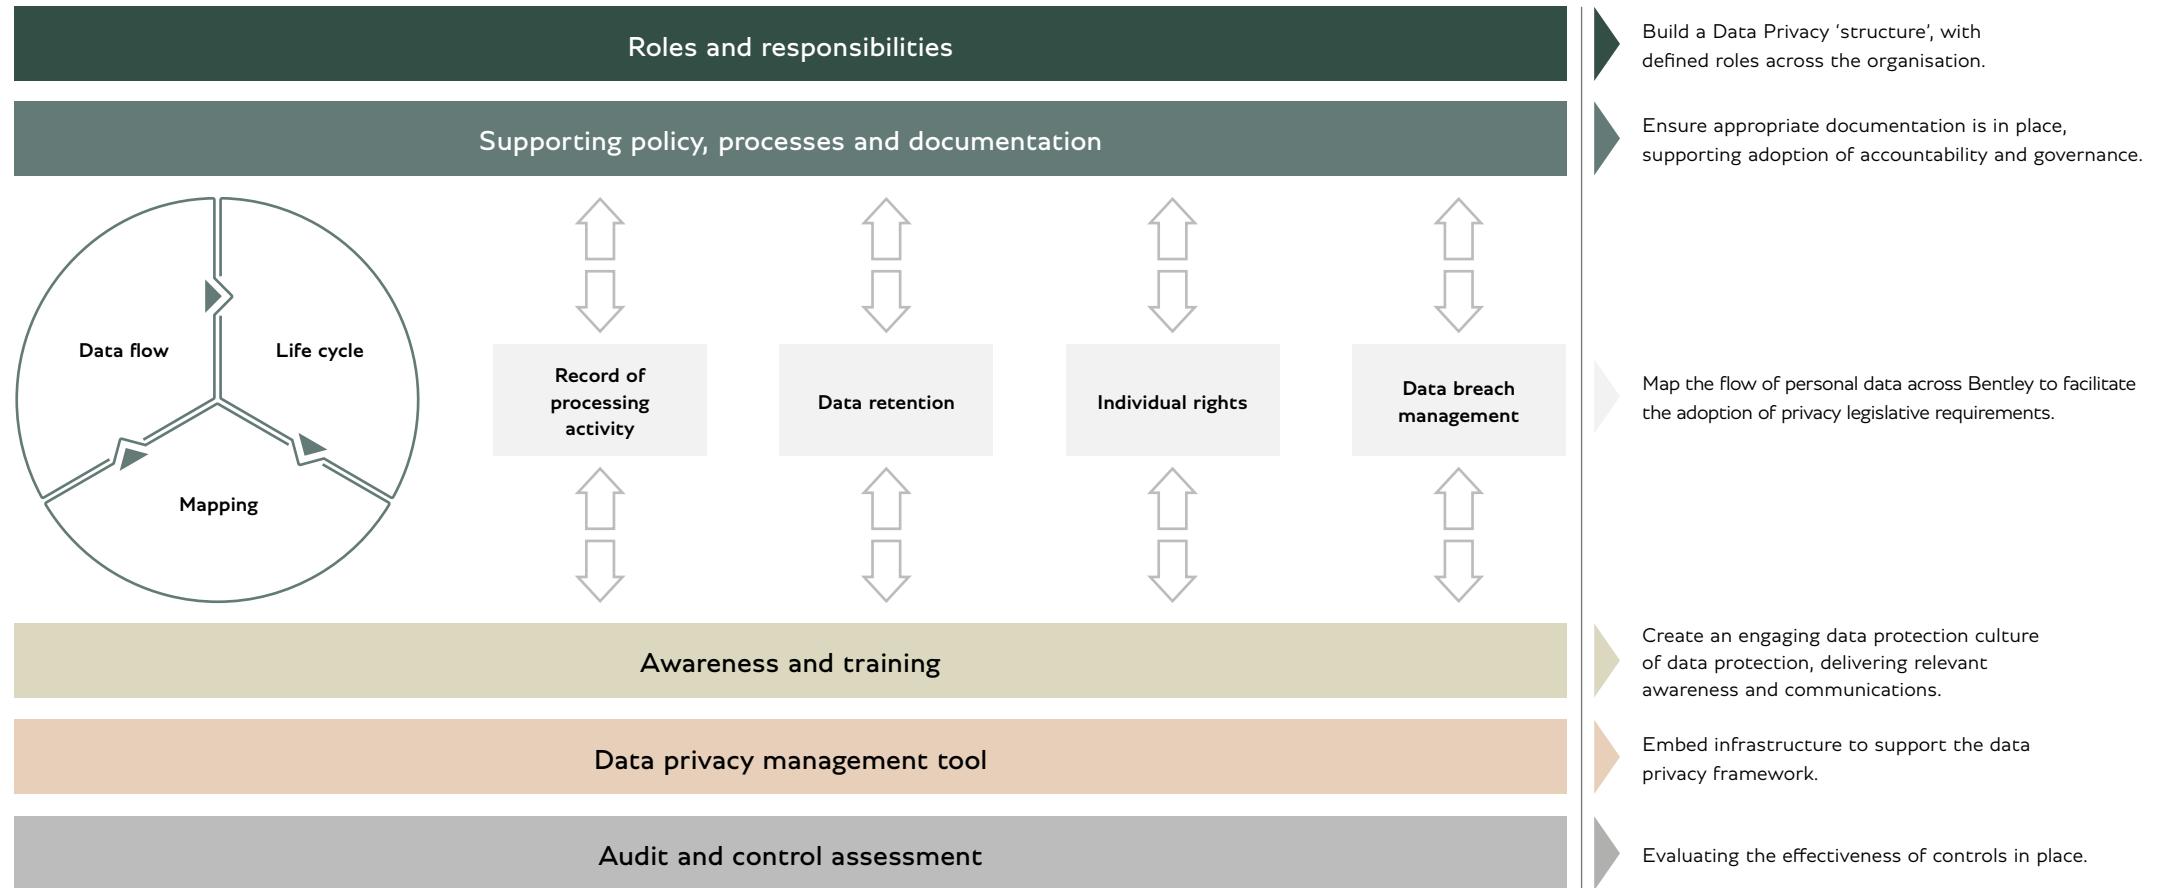 Roles and responsibilities
Build a Data Privacy ‘structure’, with
defined roles across the organisation.
Supporting policy, processes and documentation
Ensure appropriate documentation is in place,
supporting adoption of accountability and governance.
Data flow
Life cycle
Mapping
Record of
processing
activity
Data retention
Individual rights
Data breach
management
Map the flow of personal data across Bentley to facilitate
the adoption of privacy legislative requirements.
Awareness and training
Create an engaging data protection culture
of data protection, delivering relevant
awareness and communications.
Data privacy management tool
Embed infrastructure to support the data
privacy framework.
Audit and control assessment
Evaluating the effectiveness of controls in place.